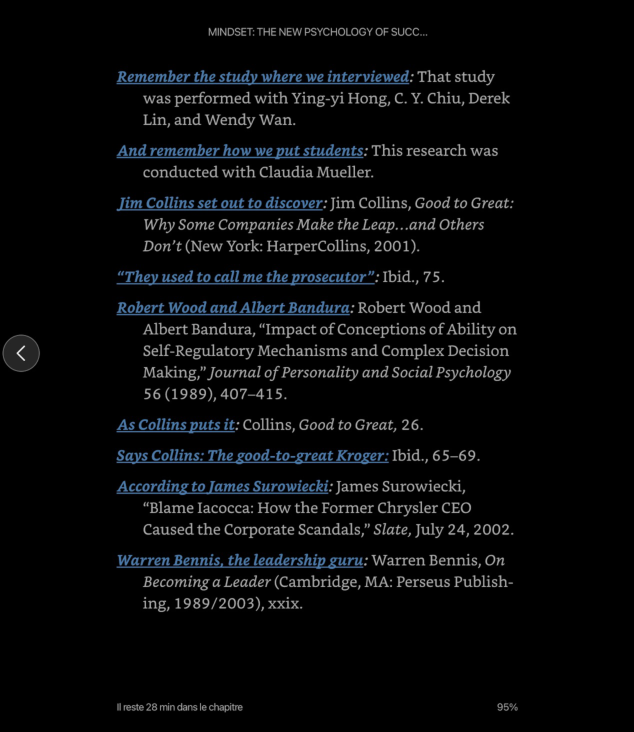 MINDSET: THE NEW PSYCHOLOGY OF SUCC...
Remember the study where we interviewed: That study
was performed with Ying-yi Hong, C. Y. Chiu, Derek
Lin, and Wendy Wan.
And remember how we put students: This research was
conducted with Claudia Mueller.
Jim Collins set out to discover: Jim Collins, Good to Great:
Why Some Companies Make the Leap...and Others
Don’t (New York: HarperCollins, 2001).
“They used to call me the prosecutor”: Ibid., 75.
Robert Wood and Albert Bandura: Robert Wood and
Albert Bandura, “Impact of Conceptions of Ability on
Self-Regulatory Mechanisms and Complex Decision
Making,” Journal of Personality and Social Psychology
56 (1989), 407–415.
As Collins puts it: Collins, Good to Great, 26.
Says Collins: The good-to-great Kroger: Ibid., 65–69.
According to James Surowiecki: James Surowiecki,
“Blame Iacocca: How the Former Chrysler CEO
Caused the Corporate Scandals,” Slate, July 24, 2002.
Warren Bennis, the leadership guru: Warren Bennis, On
Becoming a Leader (Cambridge, MA: Perseus Publish-
ing, 1989/2003), xxix.
Il reste 28 min dans le chapitre
95%